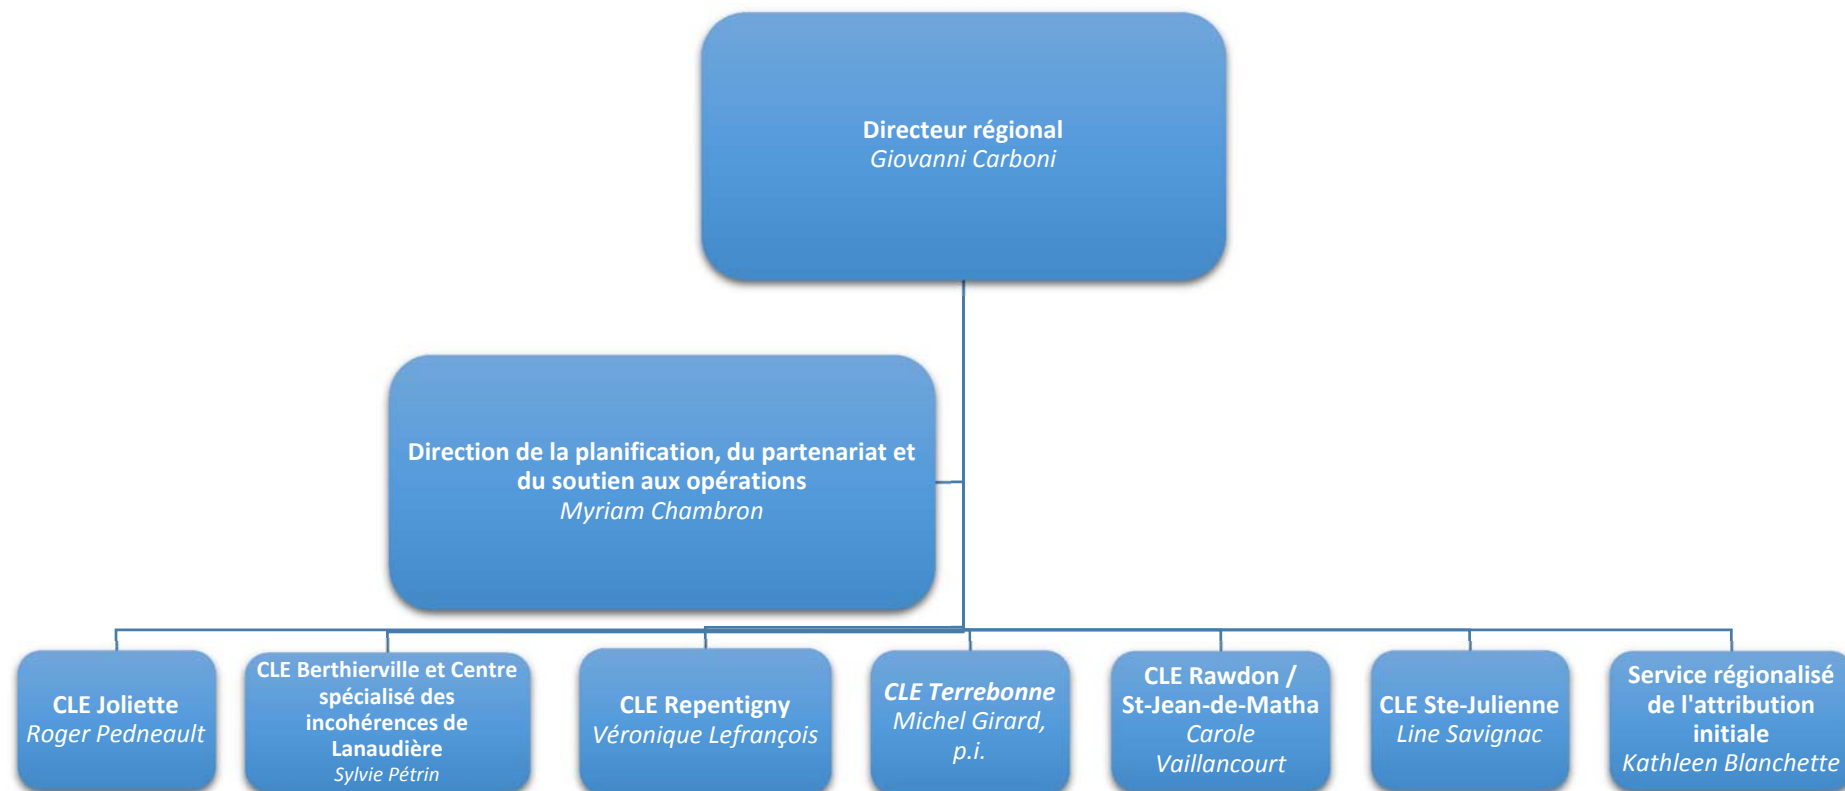 Directeur régional
Giovanni Carboni
Direction de la planification, du partenariat et
du soutien aux opérations
Myriam Chambron
CLE Joliette
Roger Pedneault
CLE Berthierville et Centre
spécialisé des
incohérences de
Lanaudière
Sylvie Pétrin
CLE Repentigny
Véronique Lefrançois
CLE Terrebonne
Michel Girard,
p.i.
CLE Rawdon /
St-Jean-de-Matha
Carole
Vaillancourt
CLE Ste-Julienne
Line Savignac
Service régionalisé
de l'attribution
initiale
Kathleen Blanchette